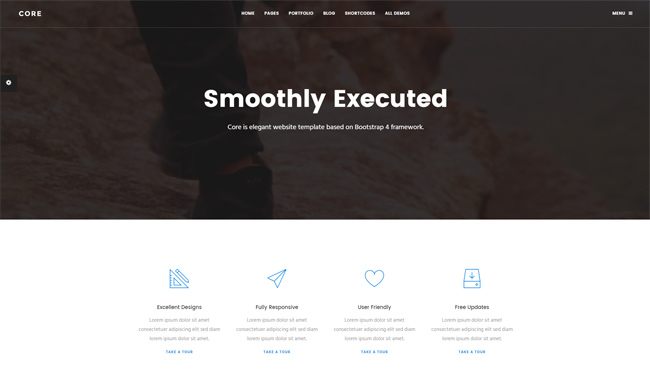 CORE
HOME PAGES PORTFOLIO BLOG SHORTCODES ALL DEMOS
MENU
Smoothly Executed
Core is elegant website template based on Bootstrap 4 framework.
Excellent Designs
Lorem ipsum dolor sit amet
consectetuer adipiscing elit sed diam
lorem ipsum dolor sit amet.
TAKE A TOUR
Fully Responsive
Lorem ipsum dolor sit amet
consectetuer adipiscing elit sed diam
lorem ipsum dolor sit amet.
TAKE A TOUR
User Friendly
Lorem ipsum dolor sit amet
consectetuer adipiscing elit sed diam
lorem ipsum dolor sit amet.
TAKE A TOUR
Free Updates
Lorem ipsum dolor sit amet
consectetuer adipiscing elit sed diam
lorem ipsum dolor sit amet.
TAKE A TOUR